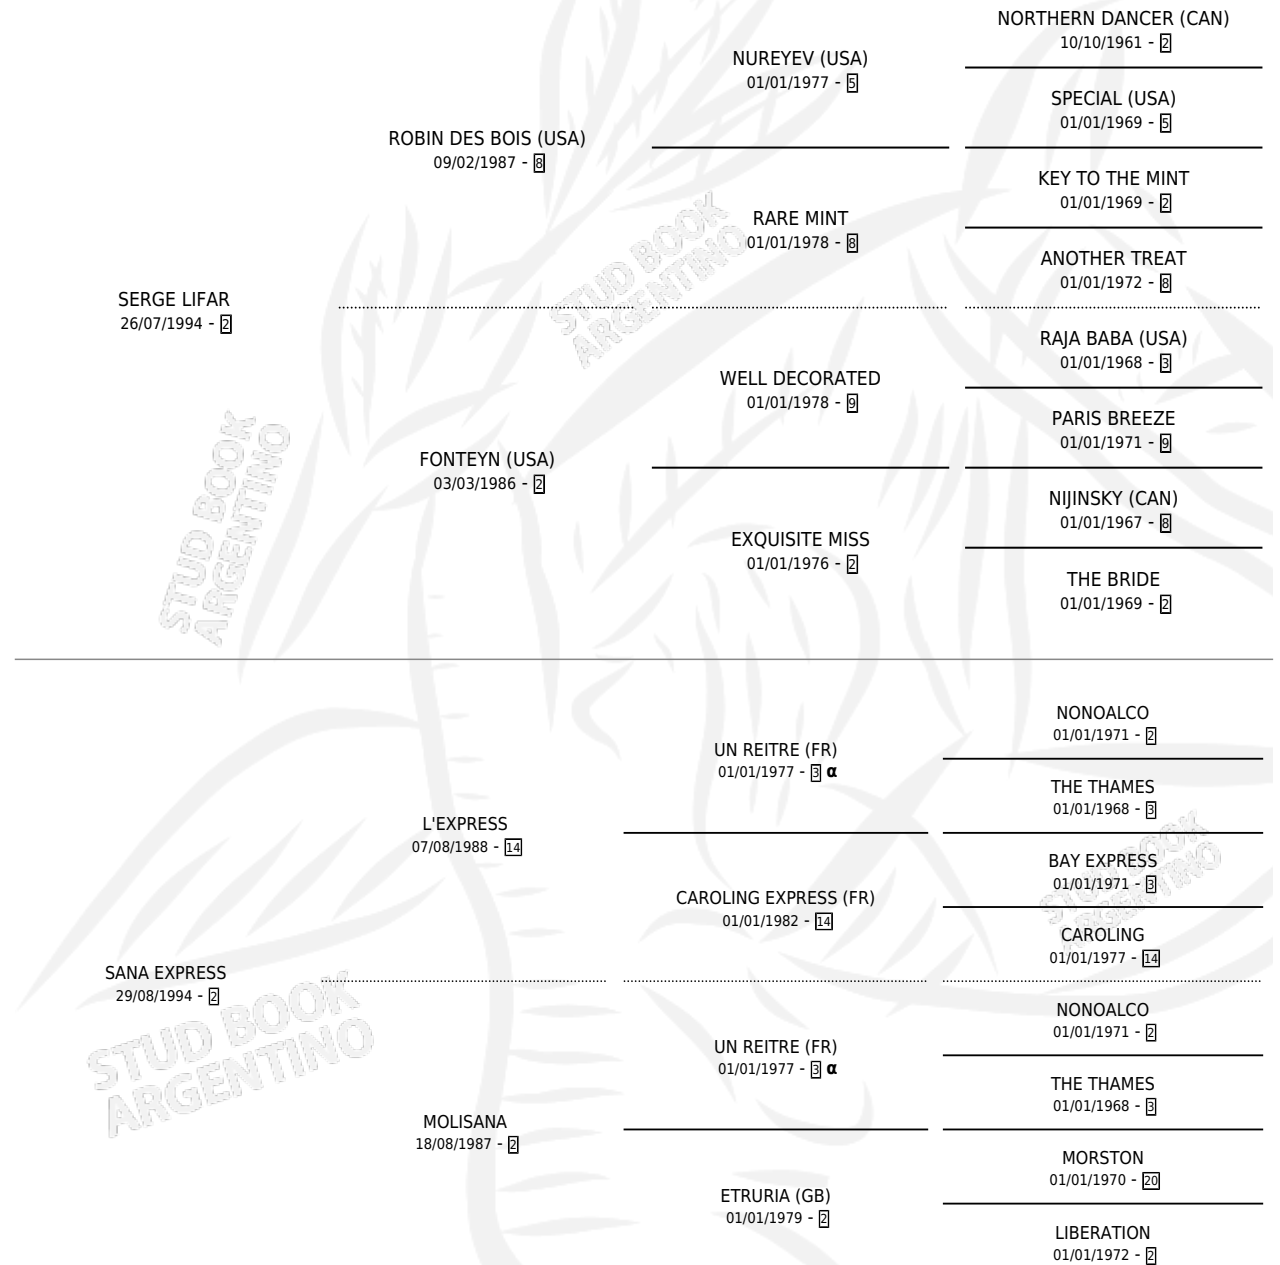 NORTHERN DANCER (CAN)
10/10/1961 - 2
NUREYEV (USA)
01/01/1977 - 5
SPECIAL (USA)
01/01/1969 - 5
ROBIN DES BOIS (USA)
09/02/1987 - 8
KEY TO THE MINT
01/01/1969 - 2
RARE MINT
01/01/1978 - 8
ANOTHER TREAT
01/01/1972 - 8
STUD BOOK
ARGENTINO
SERGE LIFAR
26/07/1994 - 2
RAJA BABA (USA)
01/01/1968 - 3
WELL DECORATED
01/01/1978 - 9
PARIS BREEZE
01/01/1971 - 9
FONTEYN (USA)
03/03/1986 - 2
NIJINSKY (CAN)
01/01/1967 - 8
EXQUISITE MISS
01/01/1976 - 2
THE BRIDE
01/01/1969 - 2
STUD BOOK
ARGENTINO
NONOALCO
01/01/1971 - 2
UN REITRE (FR)
01/01/1977 - 3 α
THE THAMES
01/01/1968 - 3
L'EXPRESS
07/08/1988 - 14
BAY EXPRESS
01/01/1971 - 3
CAROLING EXPRESS (FR)
01/01/1982 - 14
CAROLING
01/01/1977 - 14
STUD BOOK
ARGENTINO
SANA EXPRESS
29/08/1994 - 2
STUD BOOK
ARGENTINO
NONOALCO
01/01/1971 - 2
UN REITRE (FR)
01/01/1977 - 3 α
THE THAMES
01/01/1968 - 3
MOLISANA
18/08/1987 - 2
MORSTON
01/01/1970 - 20
ETRURIA (GB)
01/01/1979 - 2
LIBERATION
01/01/1972 - 2